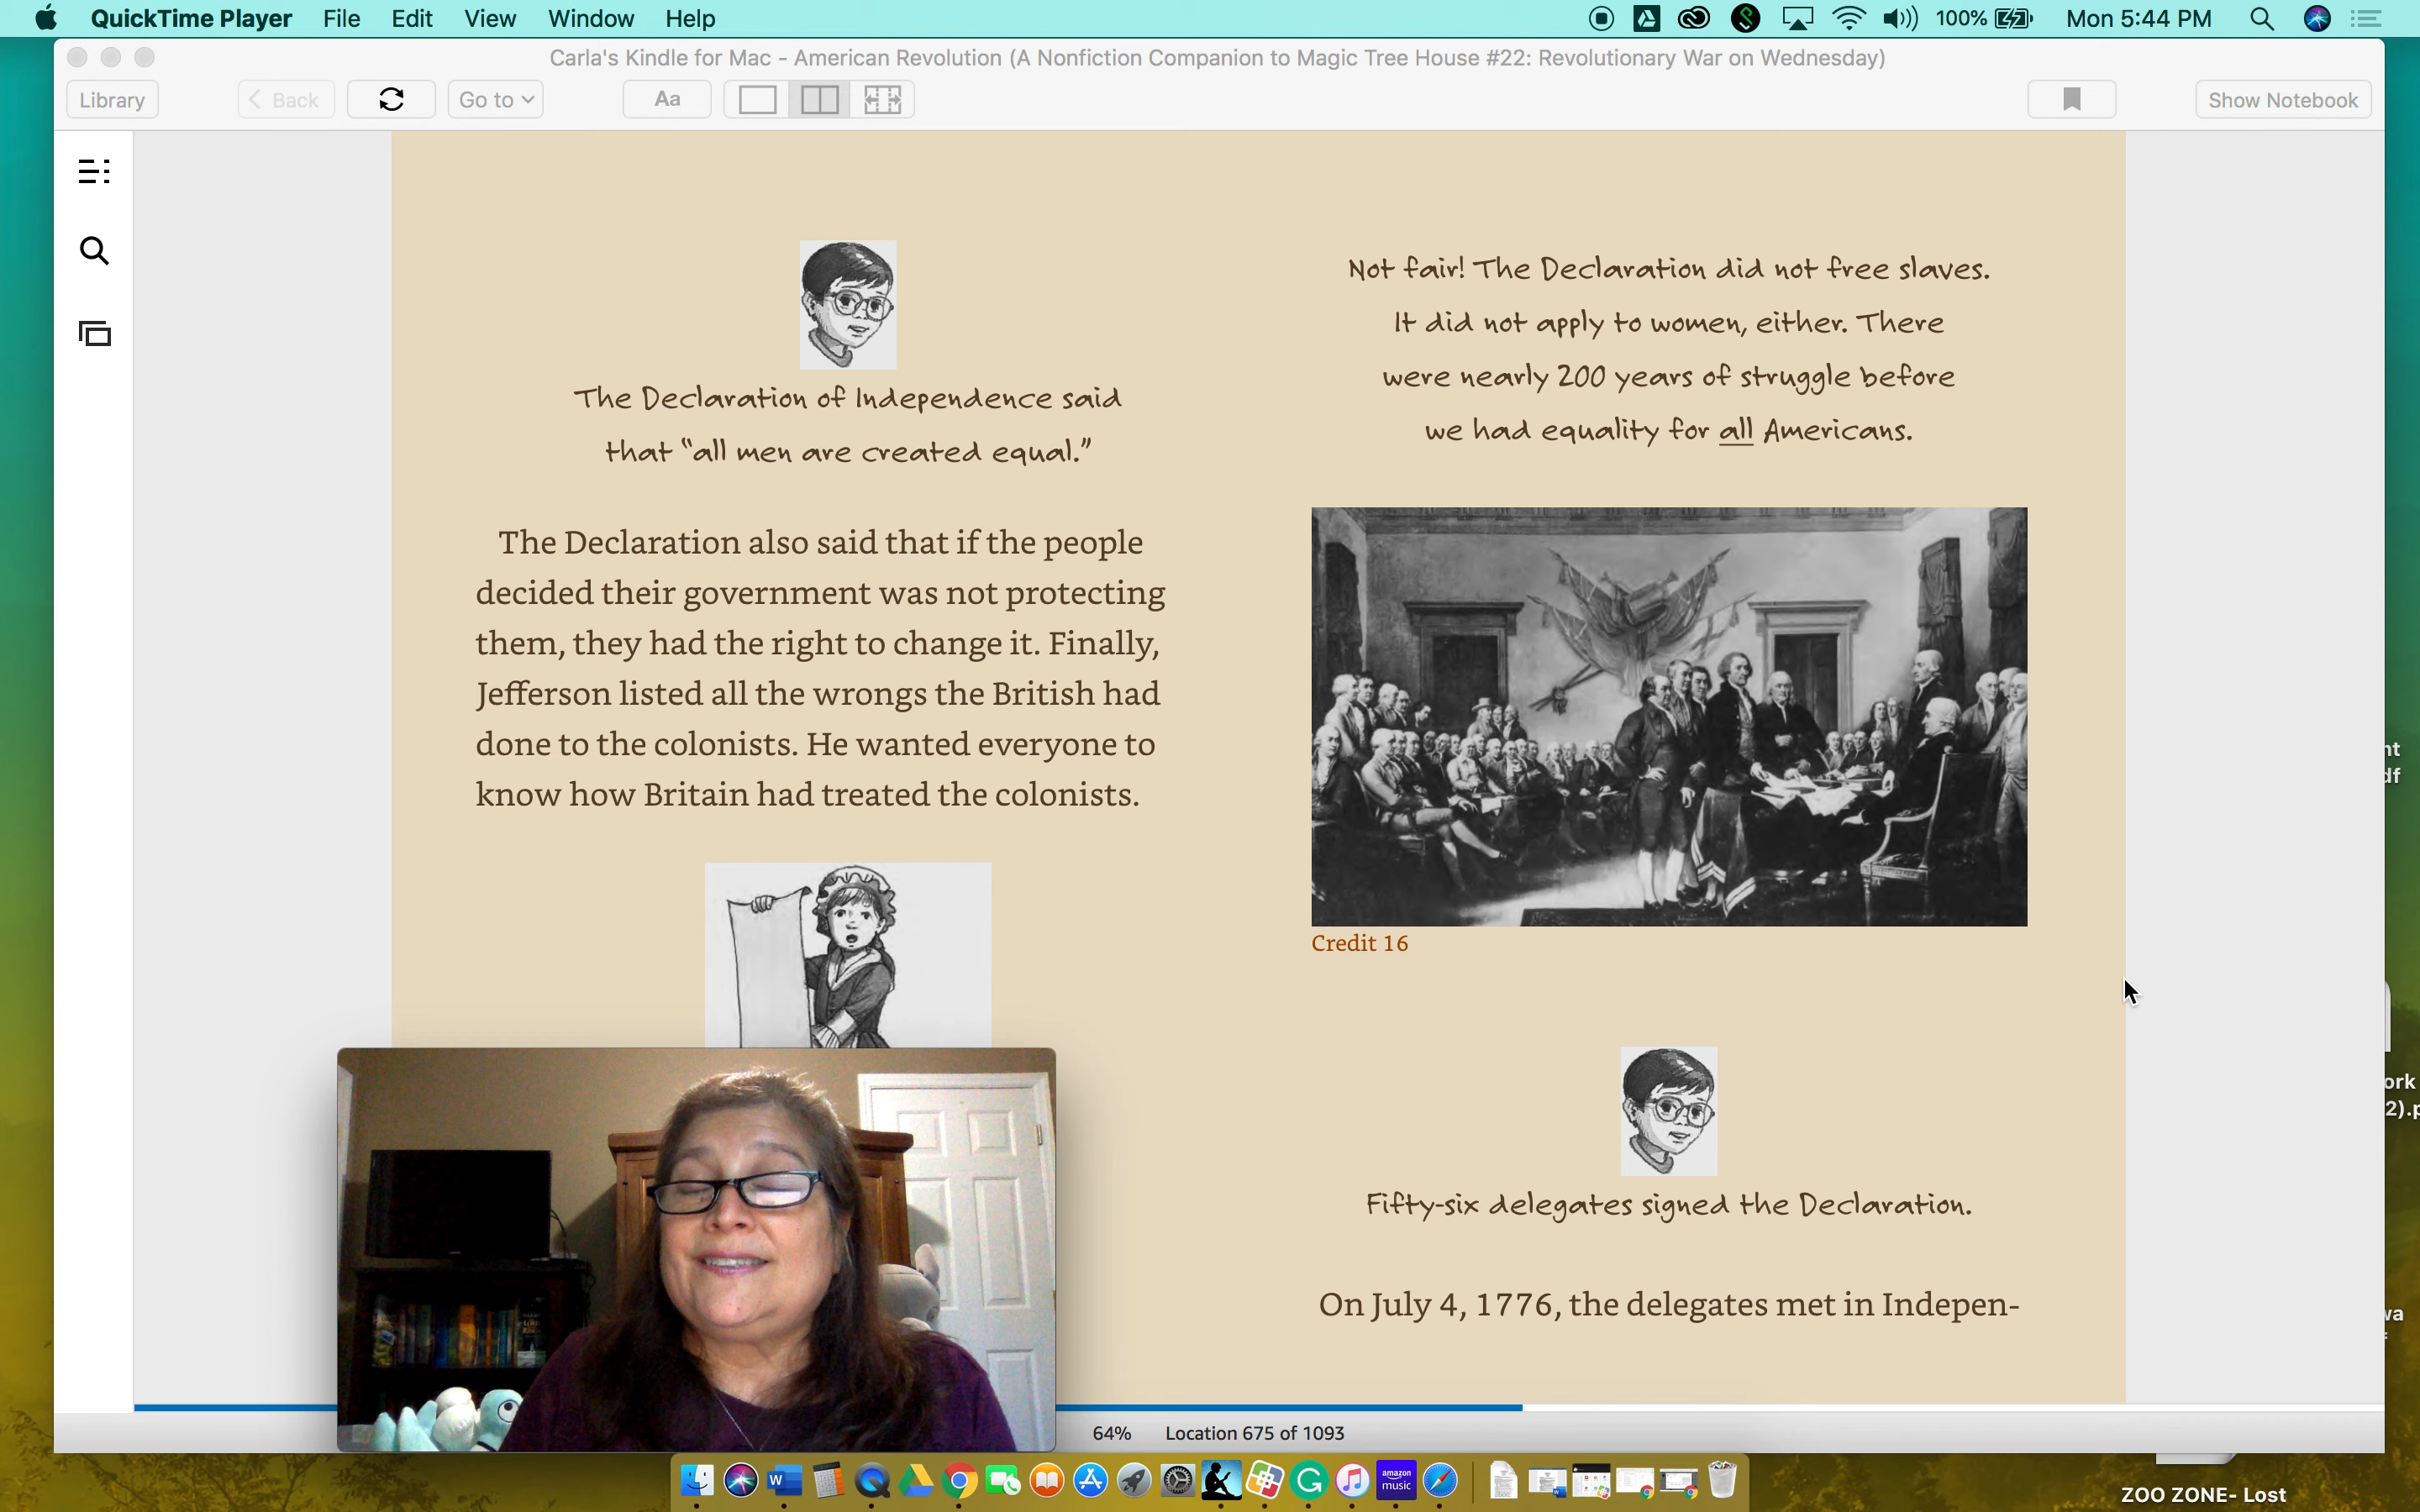 QuickTime Player File Edit View Window Help 100% Mon 5:44 PM
Carla's Kindle for Mac - American Revolution (A Nonfiction Companion to Magic Tree House #22: Revolutionary War on Wednesday)
Library Back Go to Aa Show Notebook
The Declaration of Independence said
that "all men are created equal."
The Declaration also said that if the people
decided their government was not protecting
them, they had the right to change it. Finally,
Jefferson listed all the wrongs the British had
done to the colonists. He wanted everyone to
know how Britain had treated the colonists.
Not fair! The Declaration did not free slaves.
It did not apply to women, either. There
were nearly 200 years of struggle before
we had equality for all Americans.
Credit 16
Fifty-six delegates signed the Declaration.
On July 4, 1776, the delegates met in Indepen-
64% Location 675 of 1093
amazon
music
ZOO ZONE- Lost